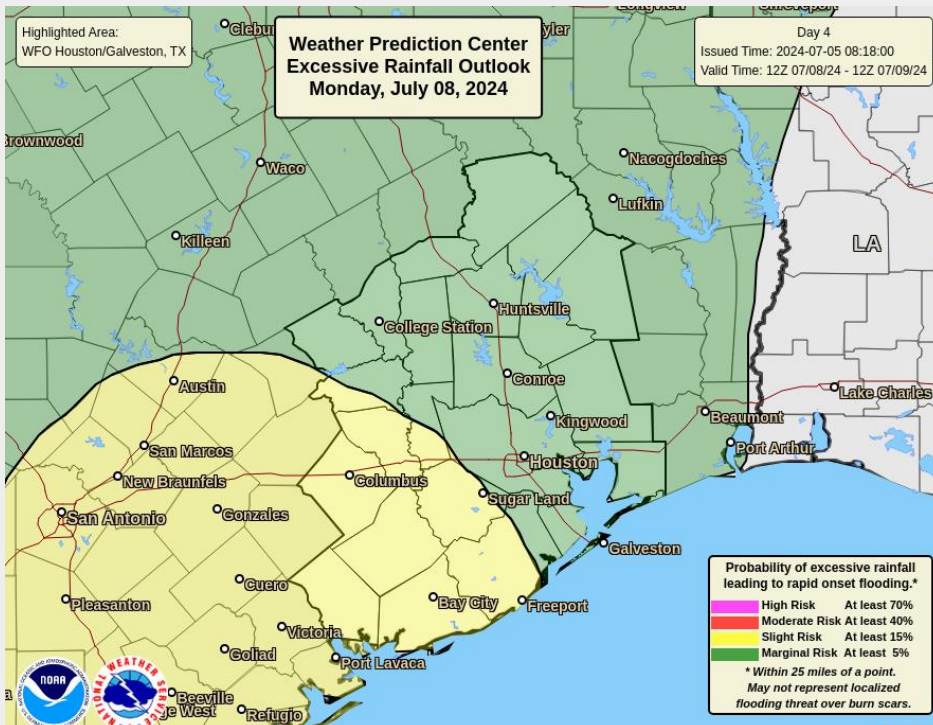 Longview
Shreveport
Highlighted Area:
WFO Houston/Galveston, TX
Weather Prediction Center
Excessive Rainfall Outlook
Monday, July 08, 2024
Day 4
Issued Time: 2024-07-05 08:18:00
Valid Time: 12Z 07/08/24 - 12Z 07/09/24
Brownwood
Waco
Nacogdoches
Lufkin
Killeen
LA
Huntsville
College Station
Conroe
Austin
Lake Charles
Kingwood
Beaumont
San Marcos
Port Arthur
Houston
New Braunfels
Columbus
Sugar Land
San Antonio
Gonzales
Galveston
Cuero
Pleasanton
Bay City
Freeport
Victoria
Goliad
Port Lavaca
Beeville
Refugio
Probability of excessive rainfall
leading to rapid onset flooding.*
High Risk At least 70%
Moderate Risk At least 40%
Slight Risk At least 15%
Marginal Risk At least 5%
* Within 25 miles of a point.
May not represent localized
flooding threat over burn scars.
NOAA
NATIONAL WEATHER SERVICE